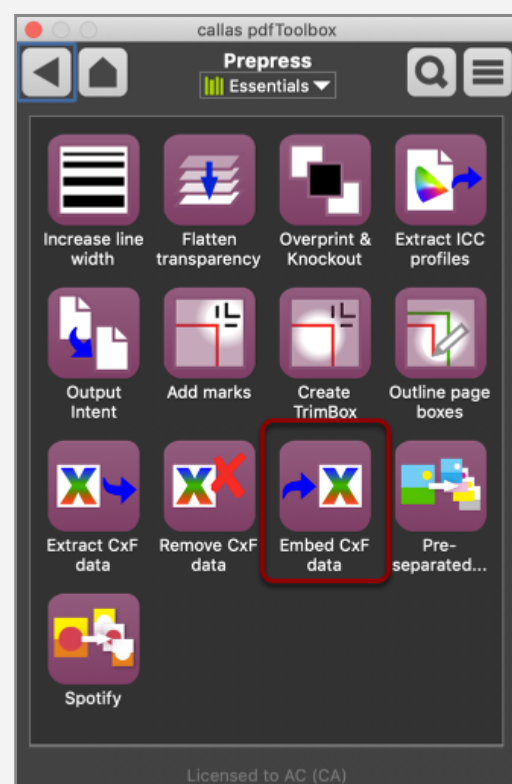 callas pdfToolbox
Prepress
Essentials
Increase line
width
Flatten
transparency
Overprint &
Knockout
Extract ICC
profiles
Output
Intent
Add marks
Create
TrimBox
Outline page
boxes
Extract CxF
data
Remove CxF
data
Embed CxF
data
Pre-
separated...
Spotify
Licensed to AC (CA)